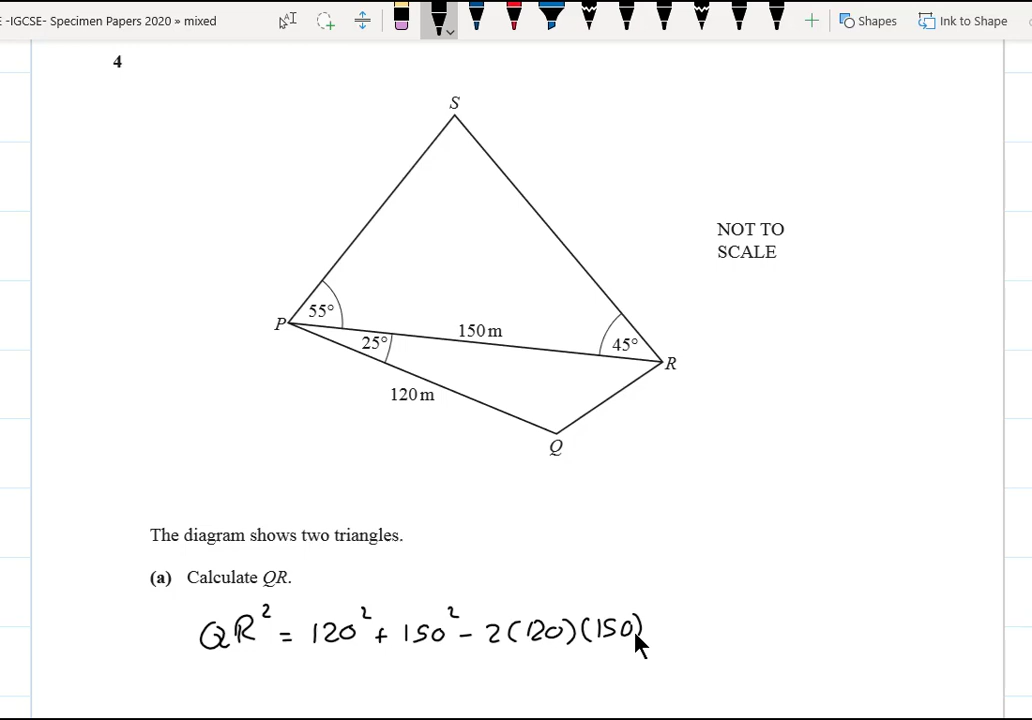 E -IGCSE- Specimen Papers 2020 » mixed
Shapes
Ink to Shape
4
S
NOT TO
SCALE
55°
P
150 m
25°
45°
R
120 m
Q
The diagram shows two triangles.
(a) Calculate QR.
QR² = 120² + 150² - 2(120)(150)